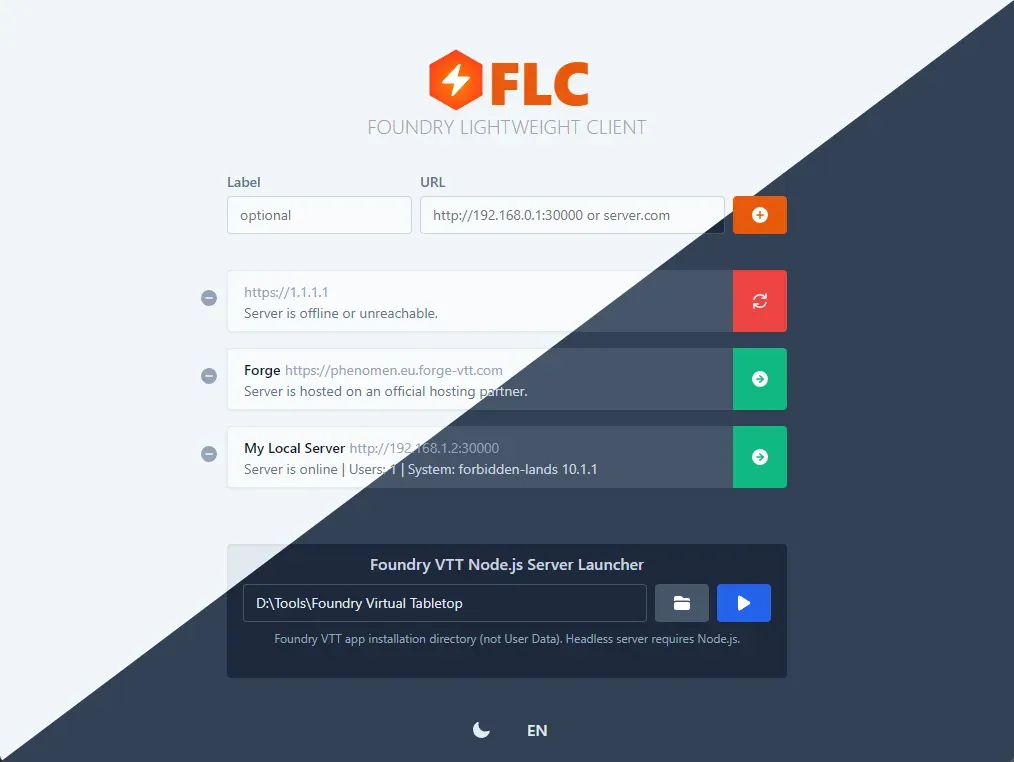 FLC
FOUNDRY LIGHTWEIGHT CLIENT
Label URL
optional http://192.168.0.1:30000 or server.com
https://1.1.1.1
Server is offline or unreachable.
Forge https://phenomen.eu.forge-vtt.com
Server is hosted on an official hosting partner.
My Local Server http://192.168.1.2:30000
Server is online | Users: 1 | System: forbidden-lands 10.1.1
Foundry VTT Node.js Server Launcher
D:\Tools\Foundry Virtual Tabletop
Foundry VTT app installation directory (not User Data). Headless server requires Node.js.
EN